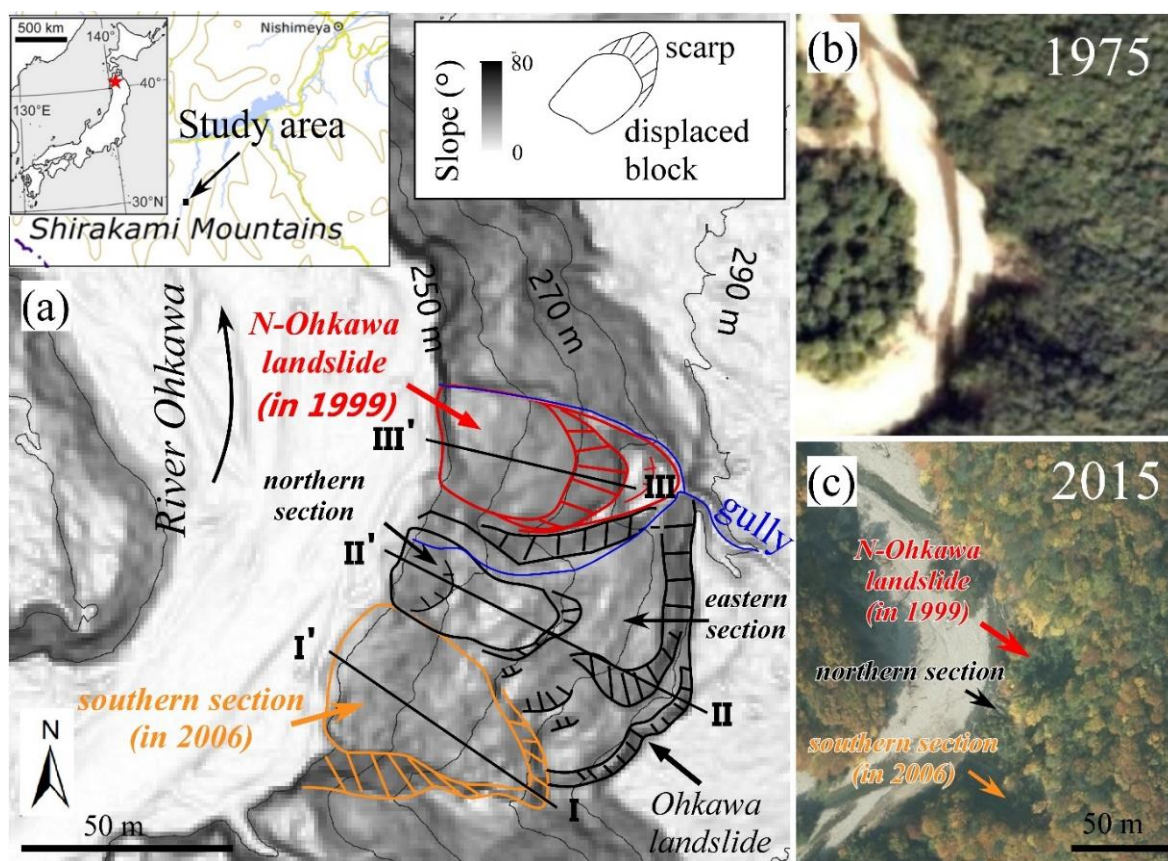 500 km
140°
40°
130°E
30°N
Nishimeya
Study area
Shirakami Mountains
Slope (°)
80
0
scarp
displaced
block
(a)
River Ohkawa
250 m
270 m
290 m
N-Ohkawa
landslide
(in 1999)
III'
III
northern
section
II'
II
gully
eastern
section
I'
I
southern section
(in 2006)
N
50 m
Ohkawa
landslide
(b)
1975
(c)
2015
N-Ohkawa
landslide
(in 1999)
northern section
southern section
(in 2006)
50 m